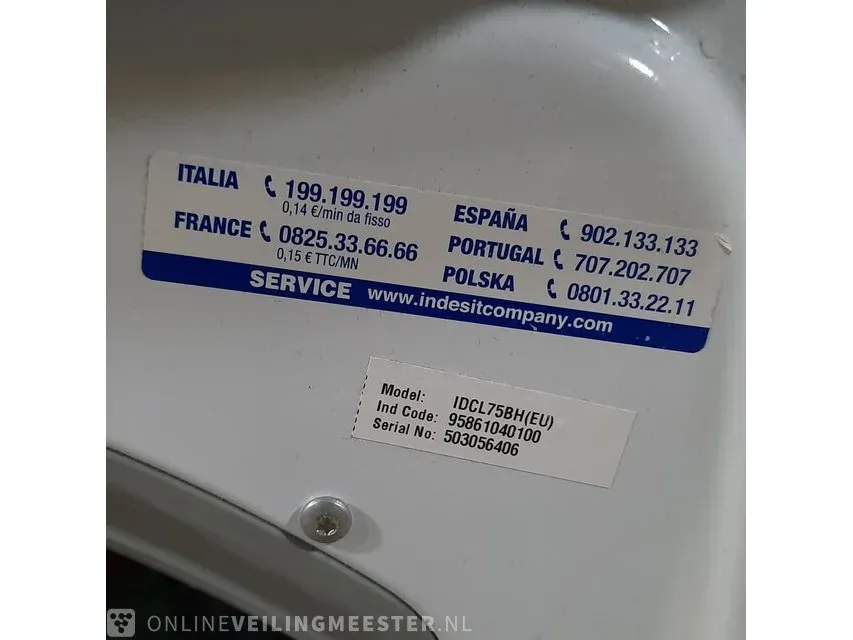 ITALIA 199.199.199
0,14 €/min da fisso
FRANCE 0825.33.66.66
0,15 € TTC/MN
ESPAÑA 902.133.133
PORTUGAL 707.202.707
POLSKA 0801.33.22.11
SERVICE www.indesitcompany.com
Model: IDCL75BH(EU)
Ind Code: 95861040100
Serial No: 503056406
ONLINEVEILINGMEESTER.NL